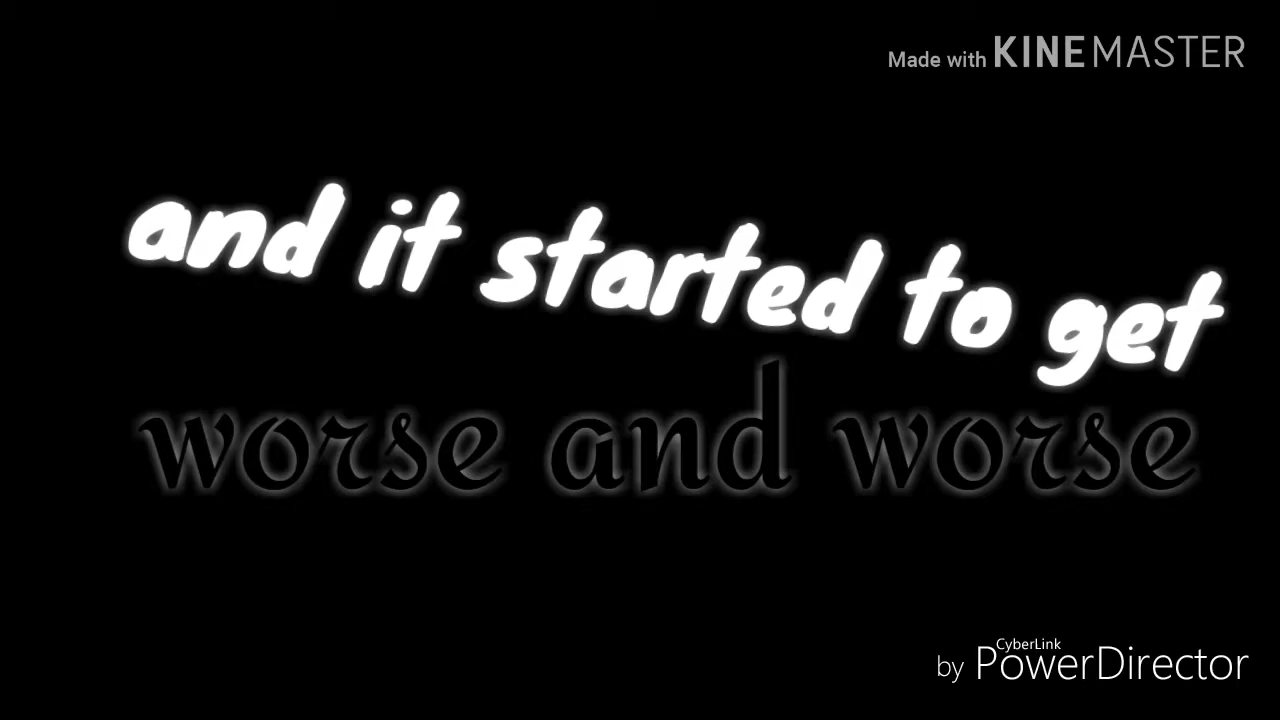 Made with KINEMASTER
and it started to get
worse and worse
CyberLink
by PowerDirector